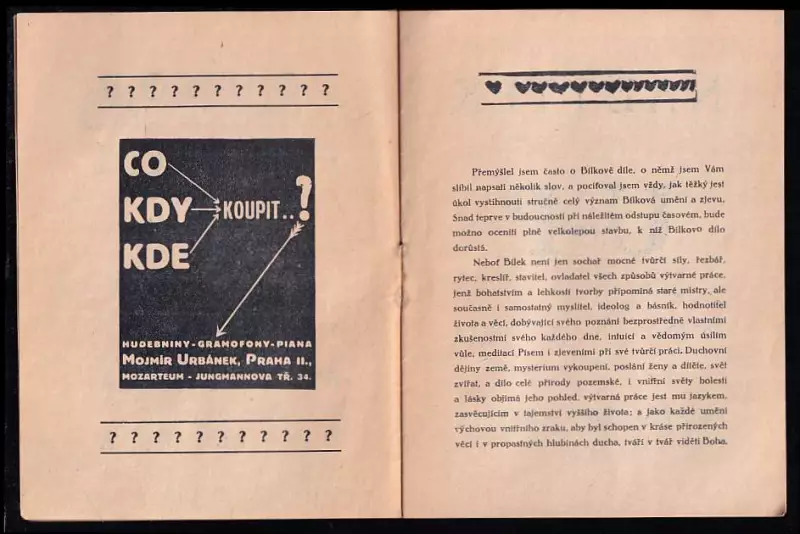 ? ? ? ? ? ? ? ? ? ? ?
CO
KDY
KDE
KOUPIT..?
HUDEBNINY - GRAMOFONY - PIANA
MOJMÍR URBÁNEK, PRAHA II.,
MOZARTEUM - JUNGMANNOVA TŘ. 34.
? ? ? ? ? ? ? ? ? ? ?
Přemýšlel jsem často o Bílkově díle, o němž jsem Vám
slíbil napsati několik slov, a pociťoval jsem vždy, jak těžký jest
úkol vystihnouti stručně celý význam Bílková umění a zjevu.
Snad teprve v budoucnosti při náležitém odstupu časovém, bude
možno oceniti plně velkolepou stavbu, k níž Bílkovo dílo
dorůstá.
Neboť Bílek není jen sochař mocné tvůrčí síly, řezbář,
rytec, kreslíř, stavitel, ovladatel všech způsobů výtvarné práce,
jenž bohatstvím a lehkostí tvorby připomíná staré mistry, ale
současně i samostatný myslitel, ideolog a básník, hodnotitel
života a věcí, dobývající svého poznání bezprostředně vlastními
zkušenostmi svého každého dne, intuicí a vědomým úsilím
vůle, meditací Písem i zjeveními při své tvůrčí práci. Duchovní
dějiny země, mysterium vykoupení, poslání ženy a dítěte, svět
zvířat, a dílo celé přírody pozemské, i vnitřní světy bolesti
a lásky objímá jeho pohled, výtvarná práce jest mu jazykem,
zasvěcujícím v tajemství vyššího života; a jako každé umění
výchovou vnitřního zraku, aby byl schopen v kráse přirozených
věcí i v propastných hlubinách ducha, tváří v tvář viděti Boha.